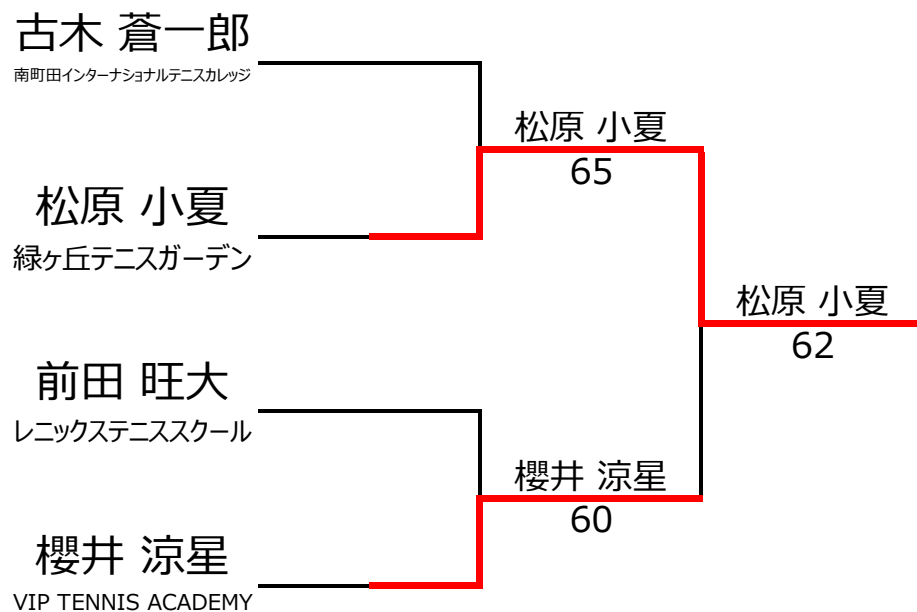 古木 蒼一郎
南町田インターナショナルテニスカレッジ
松原 小夏
65
松原 小夏
緑ヶ丘テニスガーデン
松原 小夏
62
前田 旺大
レニックステニススクール
櫻井 涼星
60
櫻井 涼星
VIP TENNIS ACADEMY